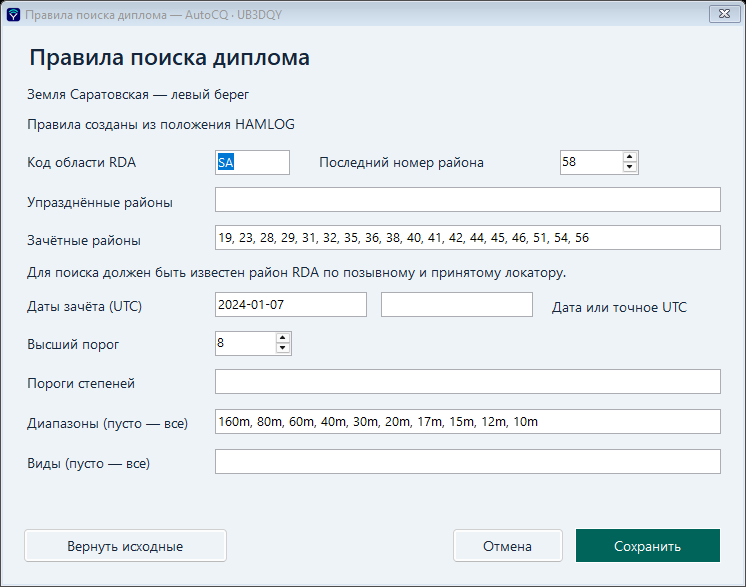 Правила поиска диплома — AutoCQ · UB3DQY
Правила поиска диплома
Земля Саратовская — левый берег
Правила созданы из положения HAMLOG
Код области RDA SA Последний номер района 58
Упразднённые районы
Зачётные районы 19, 23, 28, 29, 31, 32, 35, 36, 38, 40, 41, 42, 44, 45, 46, 51, 54, 56
Для поиска должен быть известен район RDA по позывному и принятому локатору.
Даты зачёта (UTC) 2024-01-07 Дата или точное UTC
Высший порог 8
Пороги степеней
Диапазоны (пусто — все) 160m, 80m, 60m, 40m, 30m, 20m, 17m, 15m, 12m, 10m
Виды (пусто — все)
Вернуть исходные Отмена Сохранить